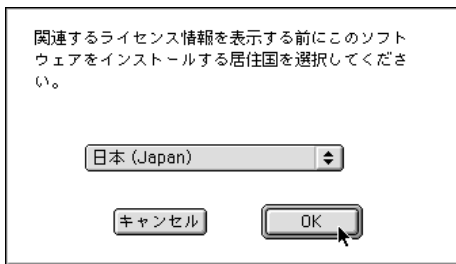 関連するライセンス情報を表示する前にこのソフト
ウェアをインストールする居住国を選択してくださ
い。
日本 (Japan)
キャンセル
OK